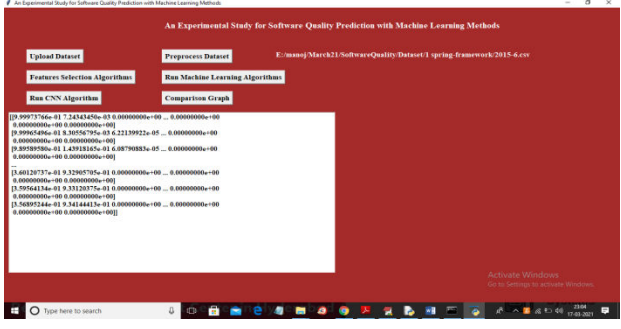 An Experimental Study for Software Quality Prediction with Machine Learning Methods
An Experimental Study for Software Quality Prediction with Machine Learning Methods
Upload Dataset
Preprocess Dataset
E:/manoj/March21/SoftwareQuality/Dataset/1 spring-framework/2015-6.csv
Features Selection Algorithms
Run Machine Learning Algorithms
Run CNN Algorithm
Comparison Graph
[[9.99973766e-01 7.24343450e-03 0.00000000e+00 ... 0.00000000e+00
0.00000000e+00 0.00000000e+00]
[9.99965496e-01 8.30556795e-03 6.22139922e-05 ... 0.00000000e+00
0.00000000e+00 0.00000000e+00]
[9.89589580e-01 1.43918165e-01 6.08790883e-05 ... 0.00000000e+00
0.00000000e+00 0.00000000e+00]
...
[3.60120737e-01 9.32905705e-01 0.00000000e+00 ... 0.00000000e+00
0.00000000e+00 0.00000000e+00]
[3.59564134e-01 9.33120375e-01 0.00000000e+00 ... 0.00000000e+00
0.00000000e+00 0.00000000e+00]
[3.56895244e-01 9.34144413e-01 0.00000000e+00 ... 0.00000000e+00
0.00000000e+00 0.00000000e+00]]
Activate Windows
Go to Settings to activate Windows.
Type here to search
23:04
17-03-2021